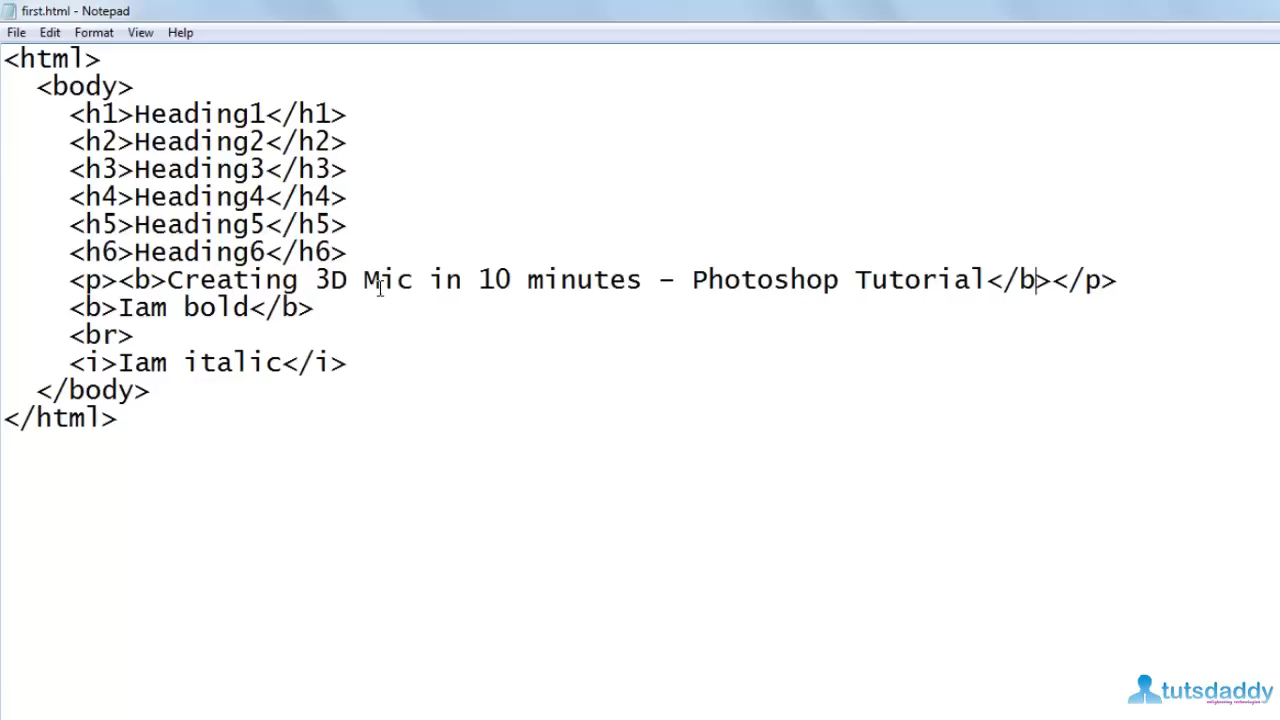 first.html - Notepad
File Edit Format View Help
<html>
<body>
<h1>Heading1</h1>
<h2>Heading2</h2>
<h3>Heading3</h3>
<h4>Heading4</h4>
<h5>Heading5</h5>
<h6>Heading6</h6>
<p><b>Creating 3D Mic in 10 minutes – Photoshop Tutorial</b></p>
<b>Iam bold</b>
<br>
<i>Iam italic</i>
</body>
</html>
tutsdaddy